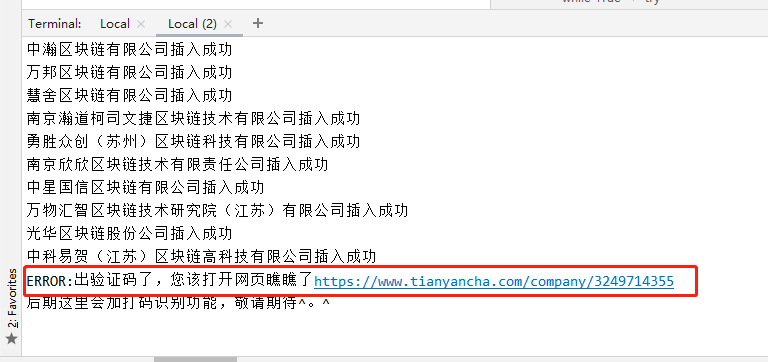 while True → try
Terminal: Local × Local (2) × +
中瀚区块链有限公司插入成功
万邦区块链有限公司插入成功
慧舍区块链有限公司插入成功
南京瀚道柯司文捷区块链技术有限公司插入成功
勇胜众创（苏州）区块链科技有限公司插入成功
南京欣欣区块链技术有限责任公司插入成功
中星国信区块链有限公司插入成功
万物汇智区块链技术研究院（江苏）有限公司插入成功
光华区块链股份公司插入成功
中科易贺（江苏）区块链高科技有限公司插入成功
ERROR:出验证码了，您该打开网页瞧瞧了https://www.tianyancha.com/company/3249714355
后期这里会加打码识别功能，敬请期待^。^
2: Favorites